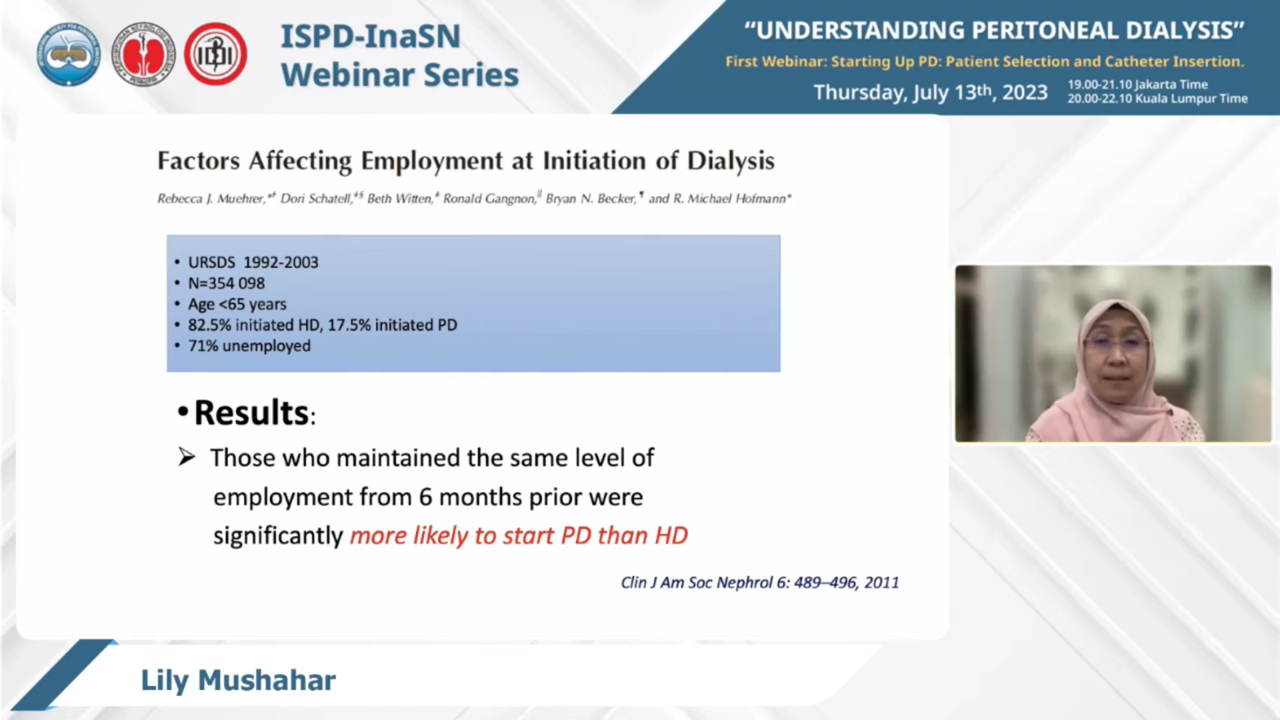 ISPD-InaSN
Webinar Series
“UNDERSTANDING PERITONEAL DIALYSIS”
First Webinar: Starting Up PD: Patient Selection and Catheter Insertion.
Thursday, July 13th, 2023
19.00-21.10 Jakarta Time
20.00-22.10 Kuala Lumpur Time
Factors Affecting Employment at Initiation of Dialysis
Rebecca J. Muehrer,*† Dori Schatell,‡§ Beth Witten,‡ Ronald Gangnon,|| Bryan N. Becker,¶ and R. Michael Hofmann*
• URSDS 1992-2003
• N=354 098
• Age <65 years
• 82.5% initiated HD, 17.5% initiated PD
• 71% unemployed
• Results:
➢ Those who maintained the same level of
employment from 6 months prior were
significantly more likely to start PD than HD
Clin J Am Soc Nephrol 6: 489–496, 2011
Lily Mushahar